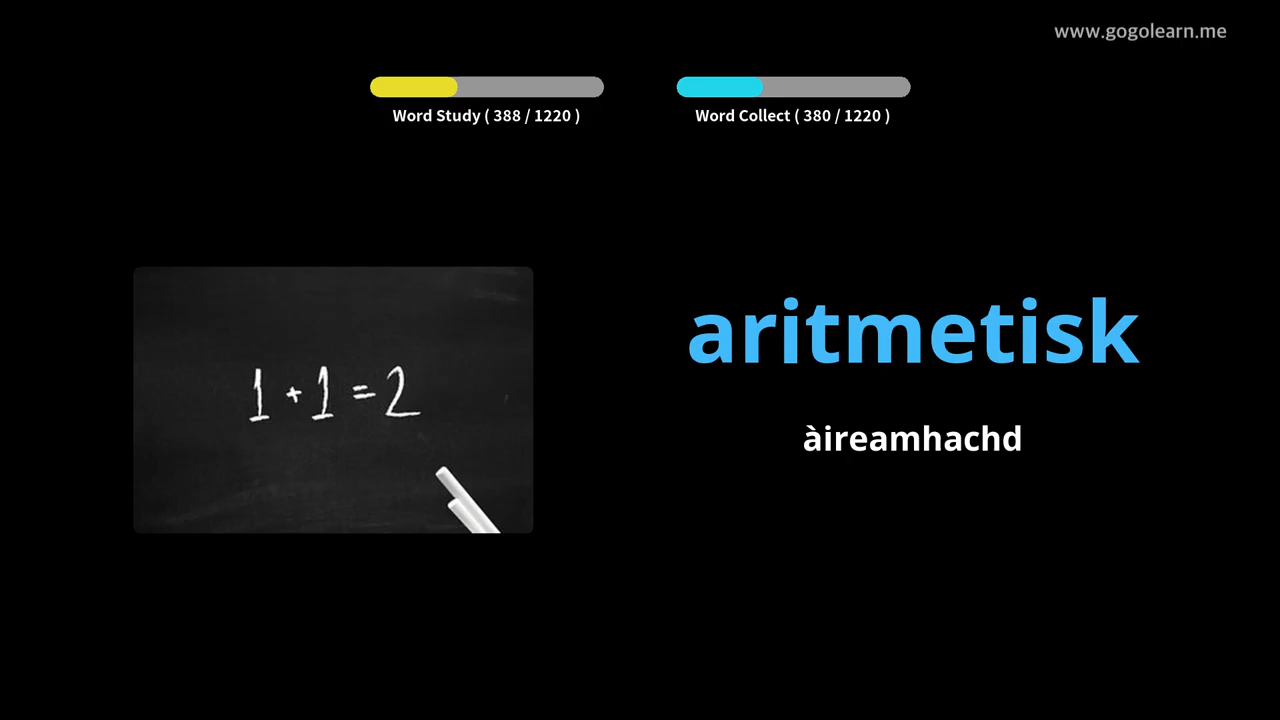 www.gogolearn.me
Word Study ( 388 / 1220 )
Word Collect ( 380 / 1220 )
1 + 1 = 2
aritmetisk
àireamhachd